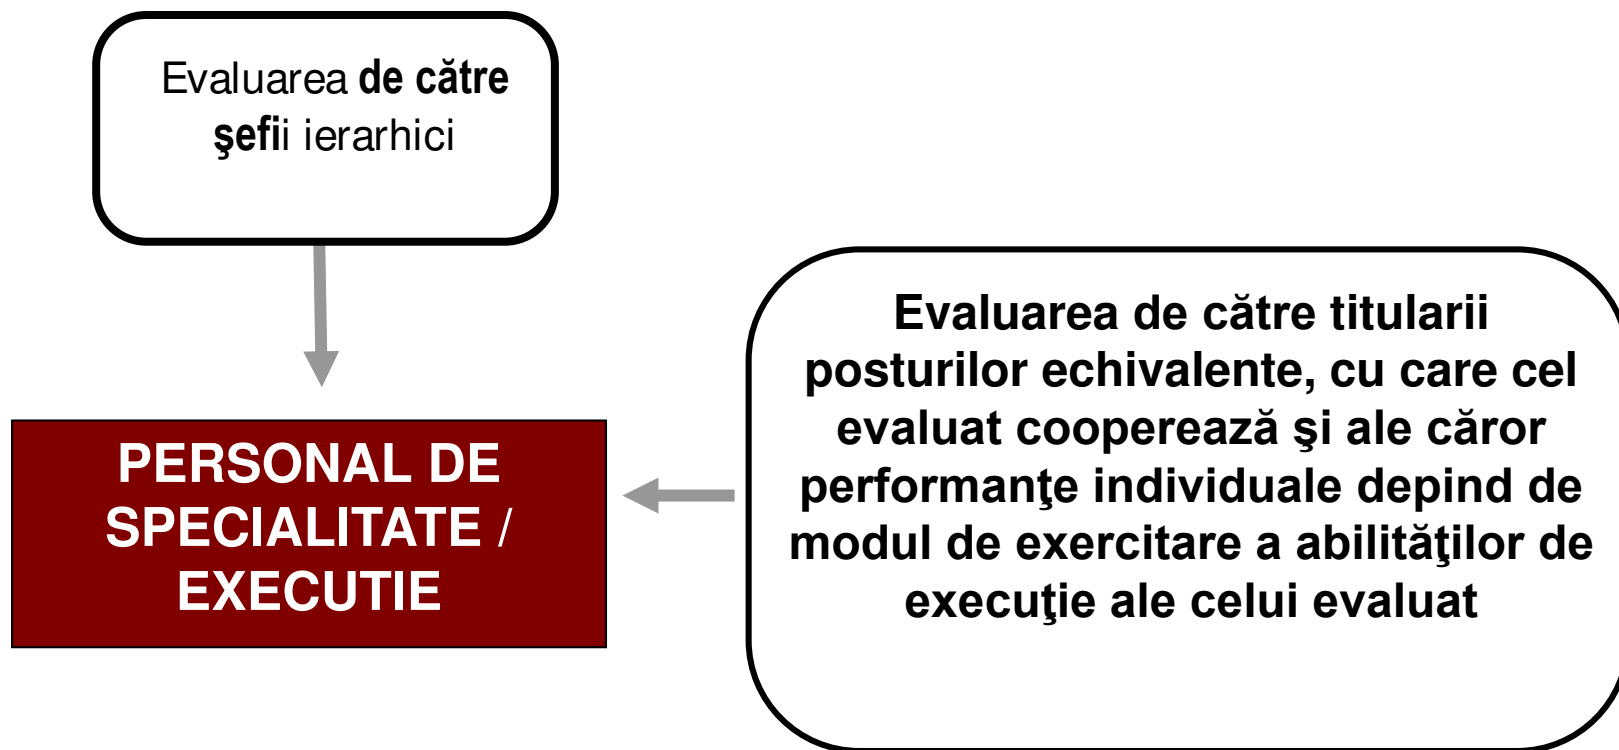 Evaluarea de către
şefii ierarhici
Evaluarea de către titularii
posturilor echivalente, cu care cel
evaluat cooperează şi ale căror
performanţe individuale depind de
modul de exercitare a abilităţilor de
execuţie ale celui evaluat
PERSONAL DE
SPECIALITATE /
EXECUTIE